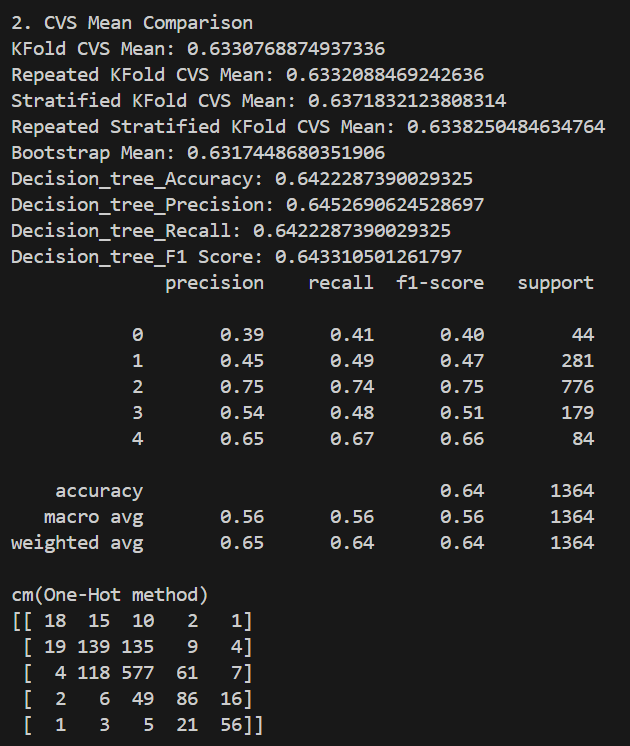 2. CVS Mean Comparison
KFold CVS Mean: 0.6330768874937336
Repeated KFold CVS Mean: 0.6332088469242636
Stratified KFold CVS Mean: 0.6371832123808314
Repeated Stratified KFold CVS Mean: 0.6338250484634764
Bootstrap Mean: 0.6317448680351906
Decision_tree_Accuracy: 0.6422287390029325
Decision_tree_Precision: 0.6452690624528697
Decision_tree_Recall: 0.6422287390029325
Decision_tree_F1 Score: 0.643310501261797
precision recall f1-score support
0 0.39 0.41 0.40 44
1 0.45 0.49 0.47 281
2 0.75 0.74 0.75 776
3 0.54 0.48 0.51 179
4 0.65 0.67 0.66 84
accuracy 0.64 1364
macro avg 0.56 0.56 0.56 1364
weighted avg 0.65 0.64 0.64 1364
cm(One-Hot method)
[[ 18 15 10 2 1]
[ 19 139 135 9 4]
[ 4 118 577 61 7]
[ 2 6 49 86 16]
[ 1 3 5 21 56]]